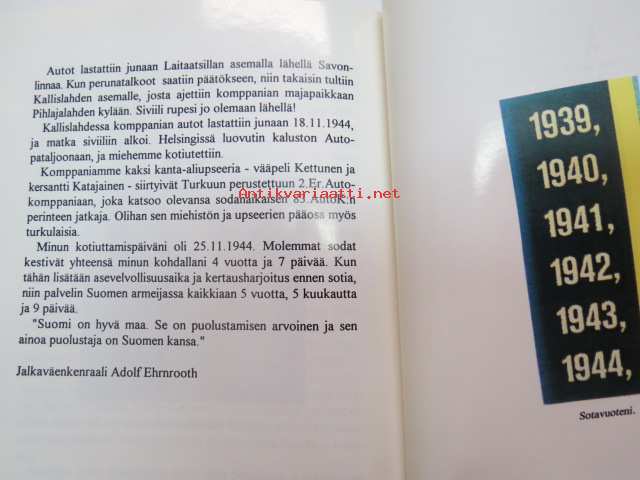 Autot lastattiin junaan Laitaatsillan asemalla lähellä Savon-
linnaa. Kun perunatalkoot saatiin päätökseen, niin takaisin tultiin
Kallislahden asemalle, josta ajettiin komppanian majapaikkaan
Pihlajalahden kylään. Siviili rupesi jo olemaan lähellä!
Kallislahdessa komppanian autot lastattiin junaan 18.11.1944,
ja matka siviiliin alkoi. Helsingissä luovutin kaluston Auto-
pataljoonaan, ja miehemme kotiutettiin.
Komppaniamme kaksi kanta-aliupseeria - vääpeli Kettunen ja
kersantti Katajainen - siirtyivät Turkuun perustettuun 2.Er.Auto-
komppaniaan, joka katsoo olevansa sodanaikaisen 83.AutoK:n
perinteen jatkaja. Olihan sen miehistön ja upseerien pääosa myös
turkulaisia.
Minun kotiuttamispäiväni oli 25.11.1944. Molemmat sodat
kestivät yhteensä minun kohdallani 4 vuotta ja 7 päivää. Kun
tähän lisätään asevelvollisuusaika ja kertausharjoitus ennen sotia,
niin palvelin Suomen armeijassa kaikkiaan 5 vuotta, 5 kuukautta
ja 9 päivää.
"Suomi on hyvä maa. Se on puolustamisen arvoinen ja sen
ainoa puolustaja on Suomen kansa."
Jalkaväenkenraali Adolf Ehrnrooth
Antikvariaatti.net
1939,
1940,
1941,
1942,
1943,
1944,
Sotavuoteni.